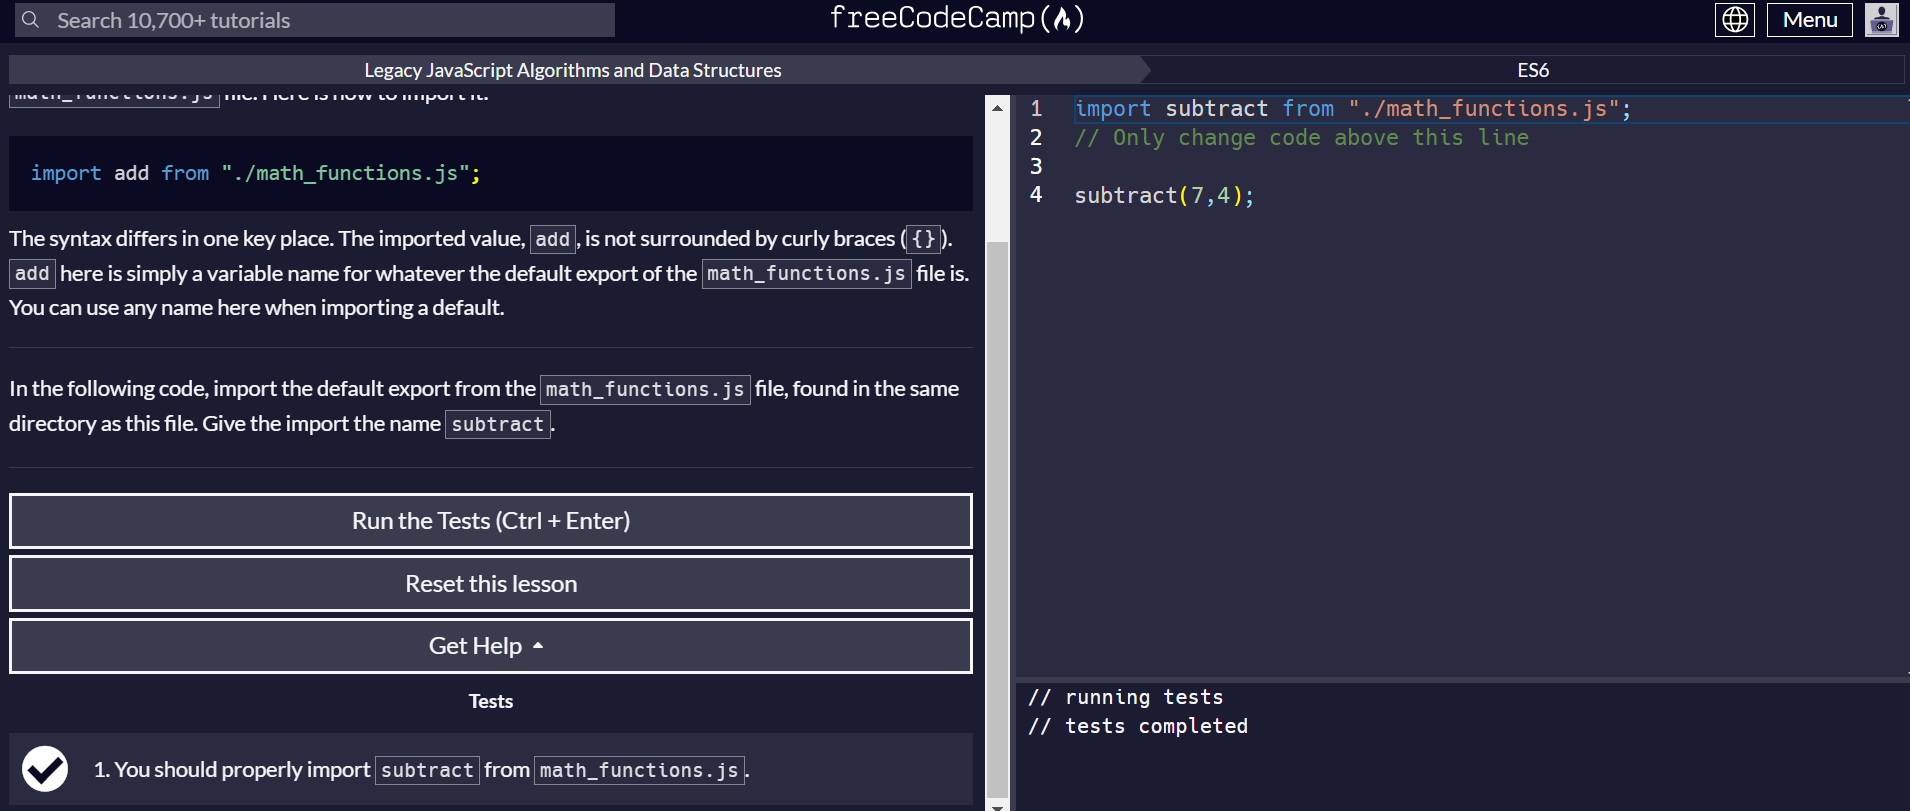 Search 10,700+ tutorials
freeCodeCamp
Menu
Legacy JavaScript Algorithms and Data Structures
ES6
math_functions.js file. Here is how to import it:
import add from "./math_functions.js";
The syntax differs in one key place. The imported value, add, is not surrounded by curly braces ({}).
add here is simply a variable name for whatever the default export of the math_functions.js file is.
You can use any name here when importing a default.
In the following code, import the default export from the math_functions.js file, found in the same
directory as this file. Give the import the name subtract.
Run the Tests (Ctrl + Enter)
Reset this lesson
Get Help
Tests
1. You should properly import subtract from math_functions.js.
1 import subtract from "./math_functions.js";
2 // Only change code above this line
3
4 subtract(7,4);
// running tests
// tests completed